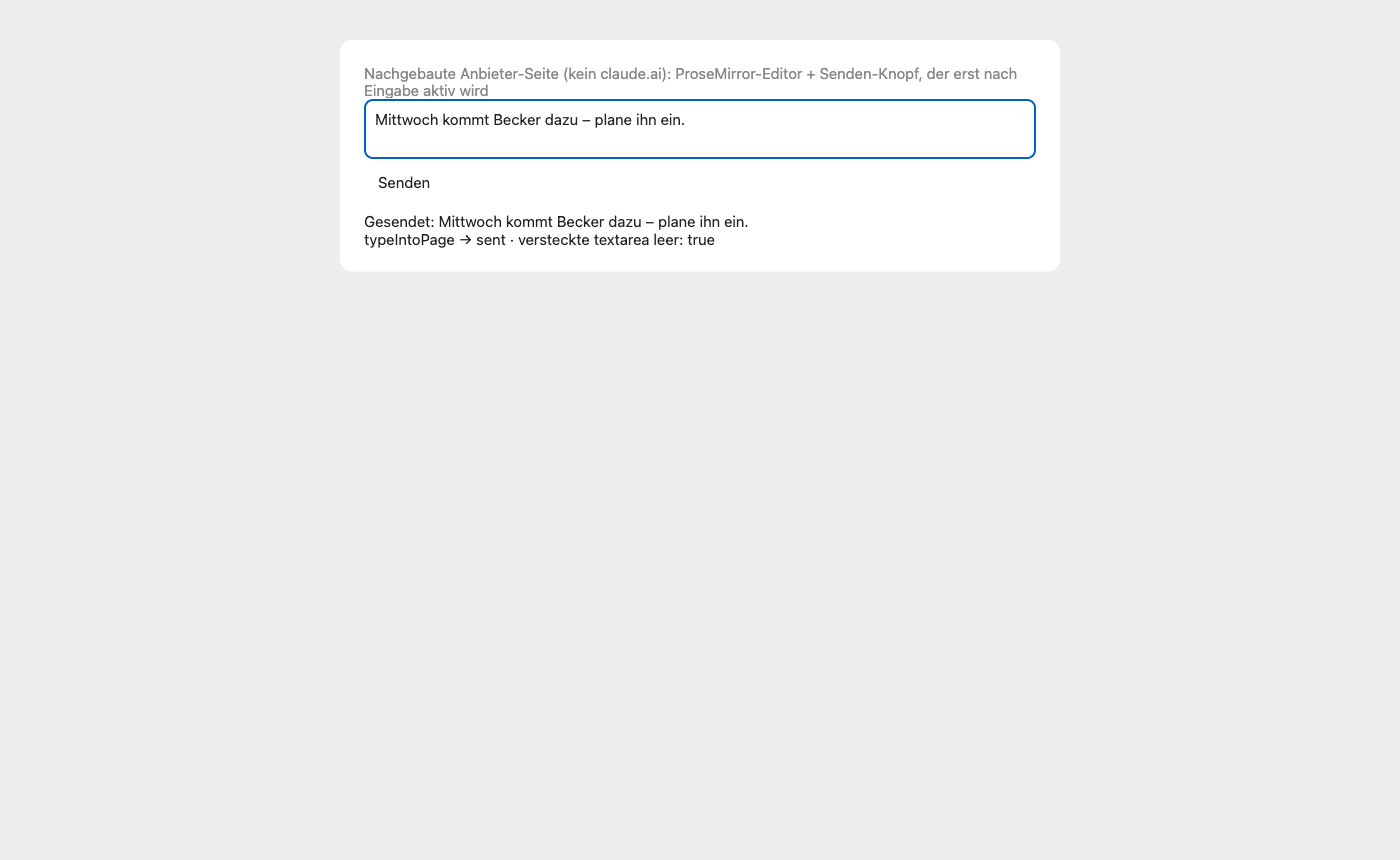 Nachgebaute Anbieter-Seite (kein claude.ai): ProseMirror-Editor + Senden-Knopf, der erst nach
Eingabe aktiv wird
Mittwoch kommt Becker dazu – plane ihn ein.
Senden
Gesendet: Mittwoch kommt Becker dazu – plane ihn ein.
typeIntoPage → sent · versteckte textarea leer: true